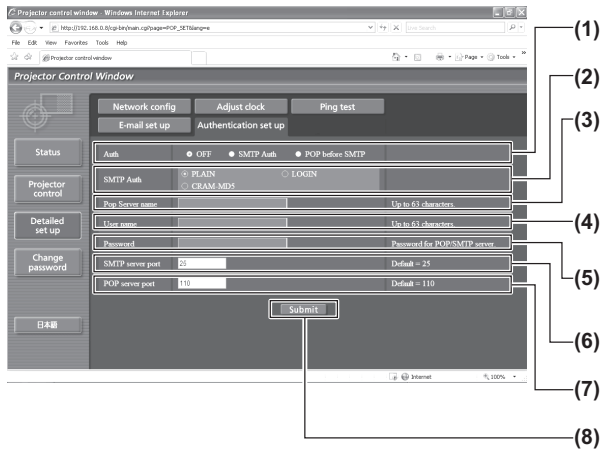 Projector control window - Windows Internet Explorer
http://192.168.0.8/cgi-bin/main.cgi?page=POP_SET&lang=e
Live Search
File Edit View Favorites Tools Help
Projector control window
Page Tools
Projector Control Window
Network config Adjust clock Ping test
E-mail set up Authentication set up
Status
Projector control
Detailed set up
Change password
日本語
Auth OFF SMTP Auth POP before SMTP
SMTP Auth PLAIN LOGIN
CRAM-MD5
Pop Server name Up to 63 characters.
User name Up to 63 characters.
Password Password for POP/SMTP server
SMTP server port 25 Default = 25
POP server port 110 Default = 110
Submit
Internet 100%
(1)
(2)
(3)
(4)
(5)
(6)
(7)
(8)